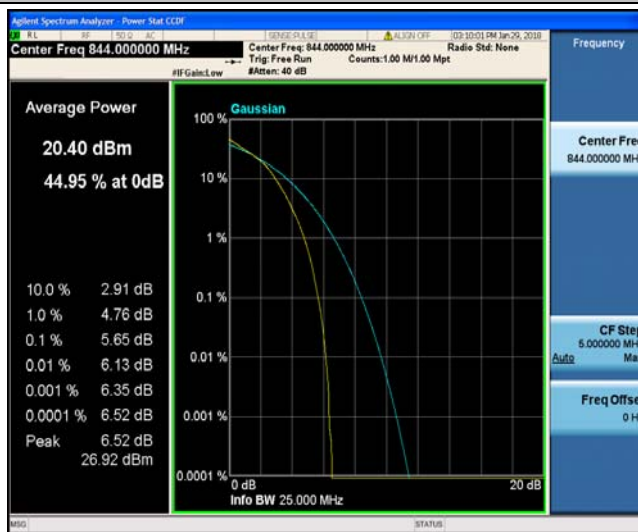 Agilent Spectrum Analyzer - Power Stat CCDF
RL RF 50 Ω AC SENSE:PULSE ALIGN OFF 03:10:01 PM Jan 29, 2018
Center Freq 844.000000 MHz Center Freq: 844.000000 MHz Radio Std: None Frequency
Trig: Free Run Counts:1.00 M/1.00 Mpt
#IFGain:Low #Atten: 40 dB
Average Power
Gaussian
100 %
20.40 dBm
44.95 % at 0dB
Center Fre
844.000000 MH
10 %
1 %
10.0 % 2.91 dB
1.0 % 4.76 dB
0.1 % 5.65 dB
0.01 % 6.13 dB
0.001 % 6.35 dB
0.0001 % 6.52 dB
Peak 6.52 dB
26.92 dBm
0.1 %
0.01 %
0.001 %
0.0001 %
0 dB 20 dB
Info BW 25.000 MHz
CF Step
5.000000 MH
Auto Ma
Freq Offse
0 H
MSG STATUS